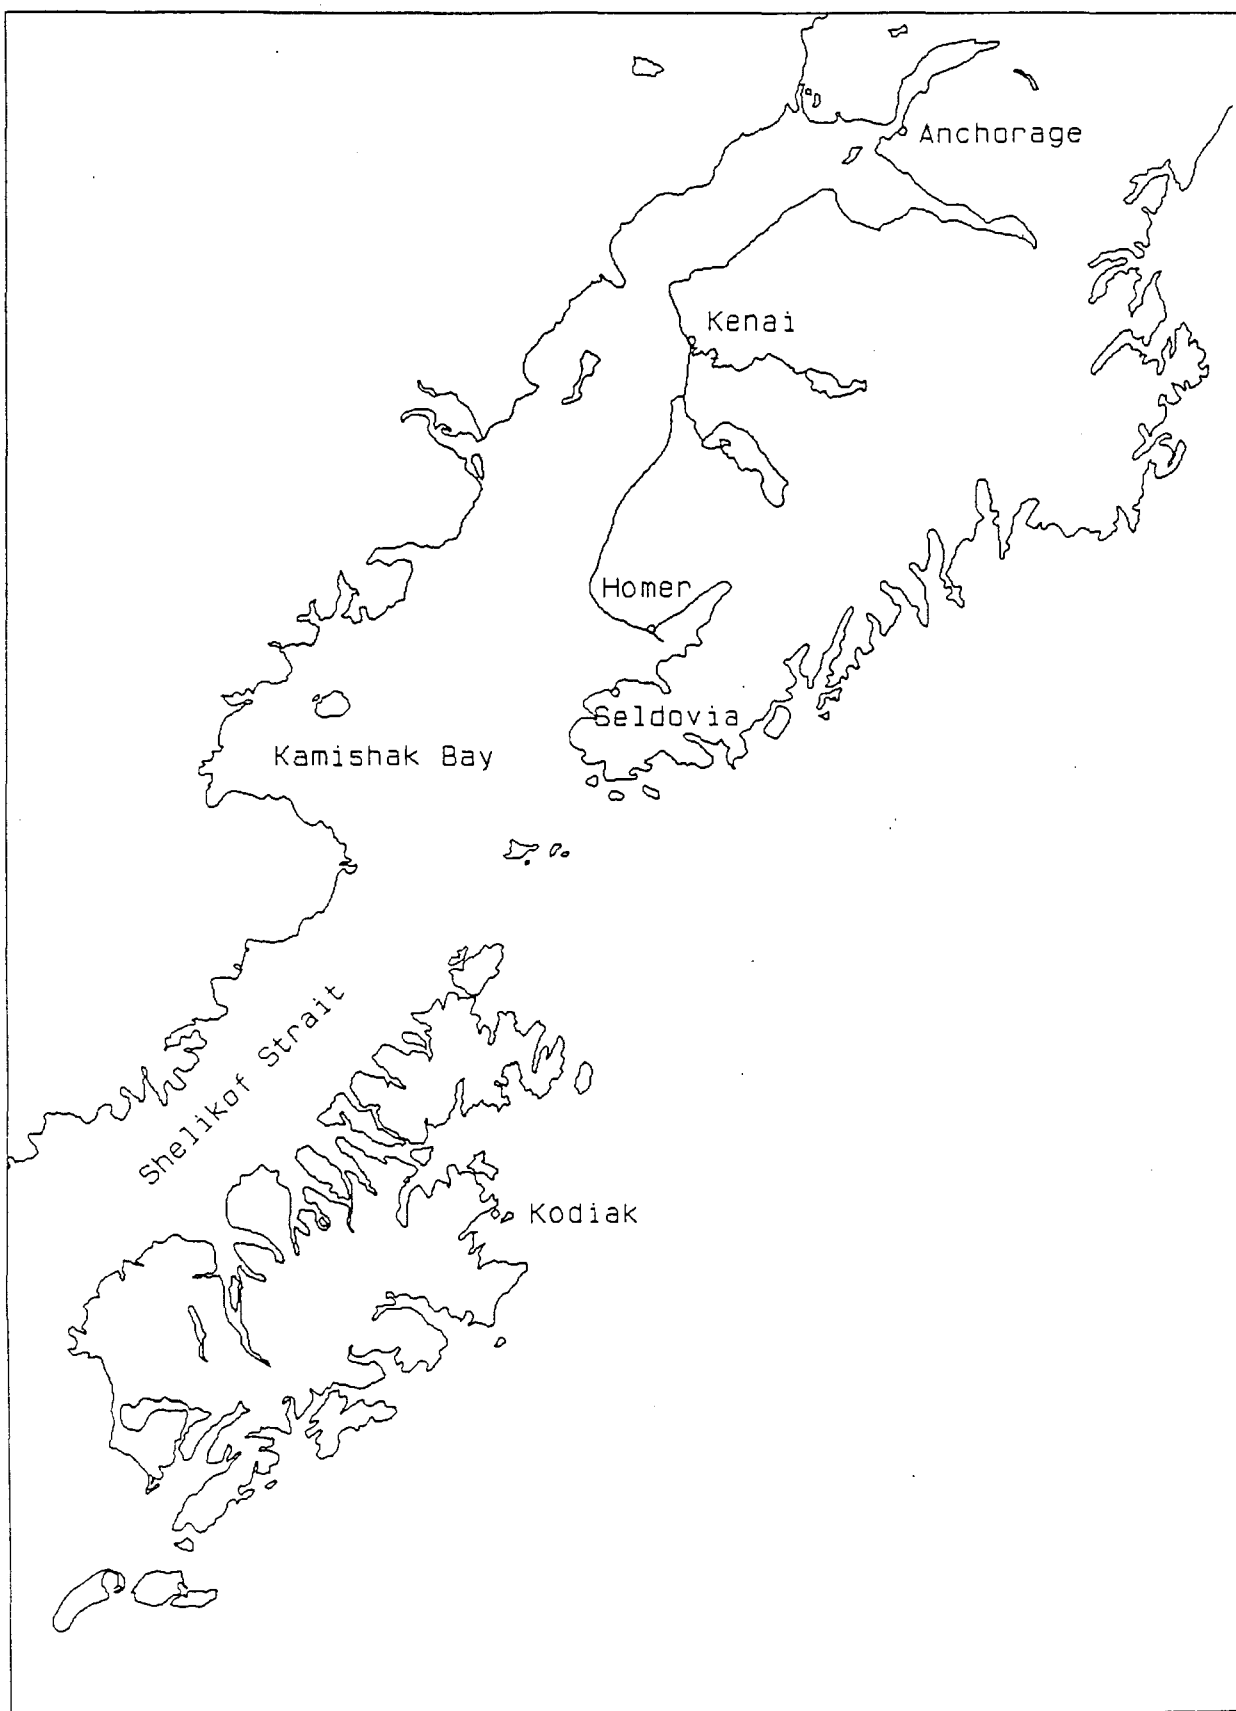 Anchorage
Kenai
Homer
Seldovia
Kamishak Bay
Shelikof Strait
Kodiak